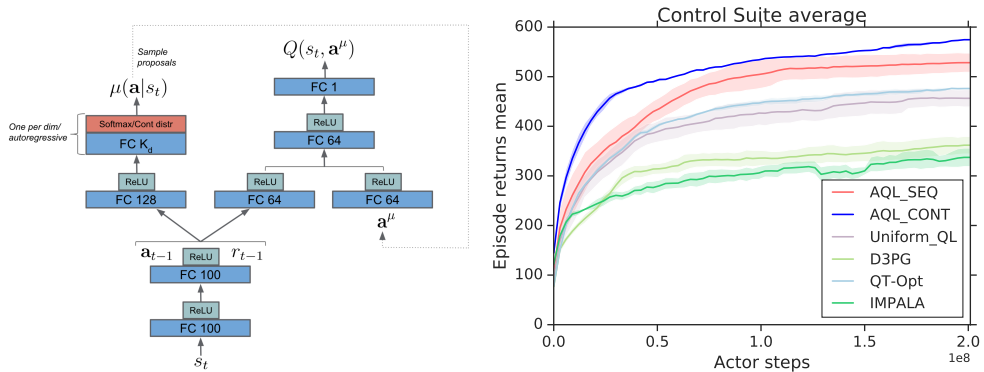 Sample
proposals
μ(a|s_t)
Q(s_t, a^μ)
FC 1
One per dim/
autoregressive
Softmax/Cont distr
FC K_d
ReLU
FC 64
ReLU
FC 128
ReLU
FC 64
ReLU
FC 64
a^μ
a_{t−1}
ReLU
r_{t−1}
FC 100
ReLU
FC 100
s_t
Control Suite average
Episode returns mean
600
500
400
300
200
100
0
0.0
0.5
1.0
1.5
2.0
1e8
Actor steps
AQL_SEQ
AQL_CONT
Uniform_QL
D3PG
QT-Opt
IMPALA